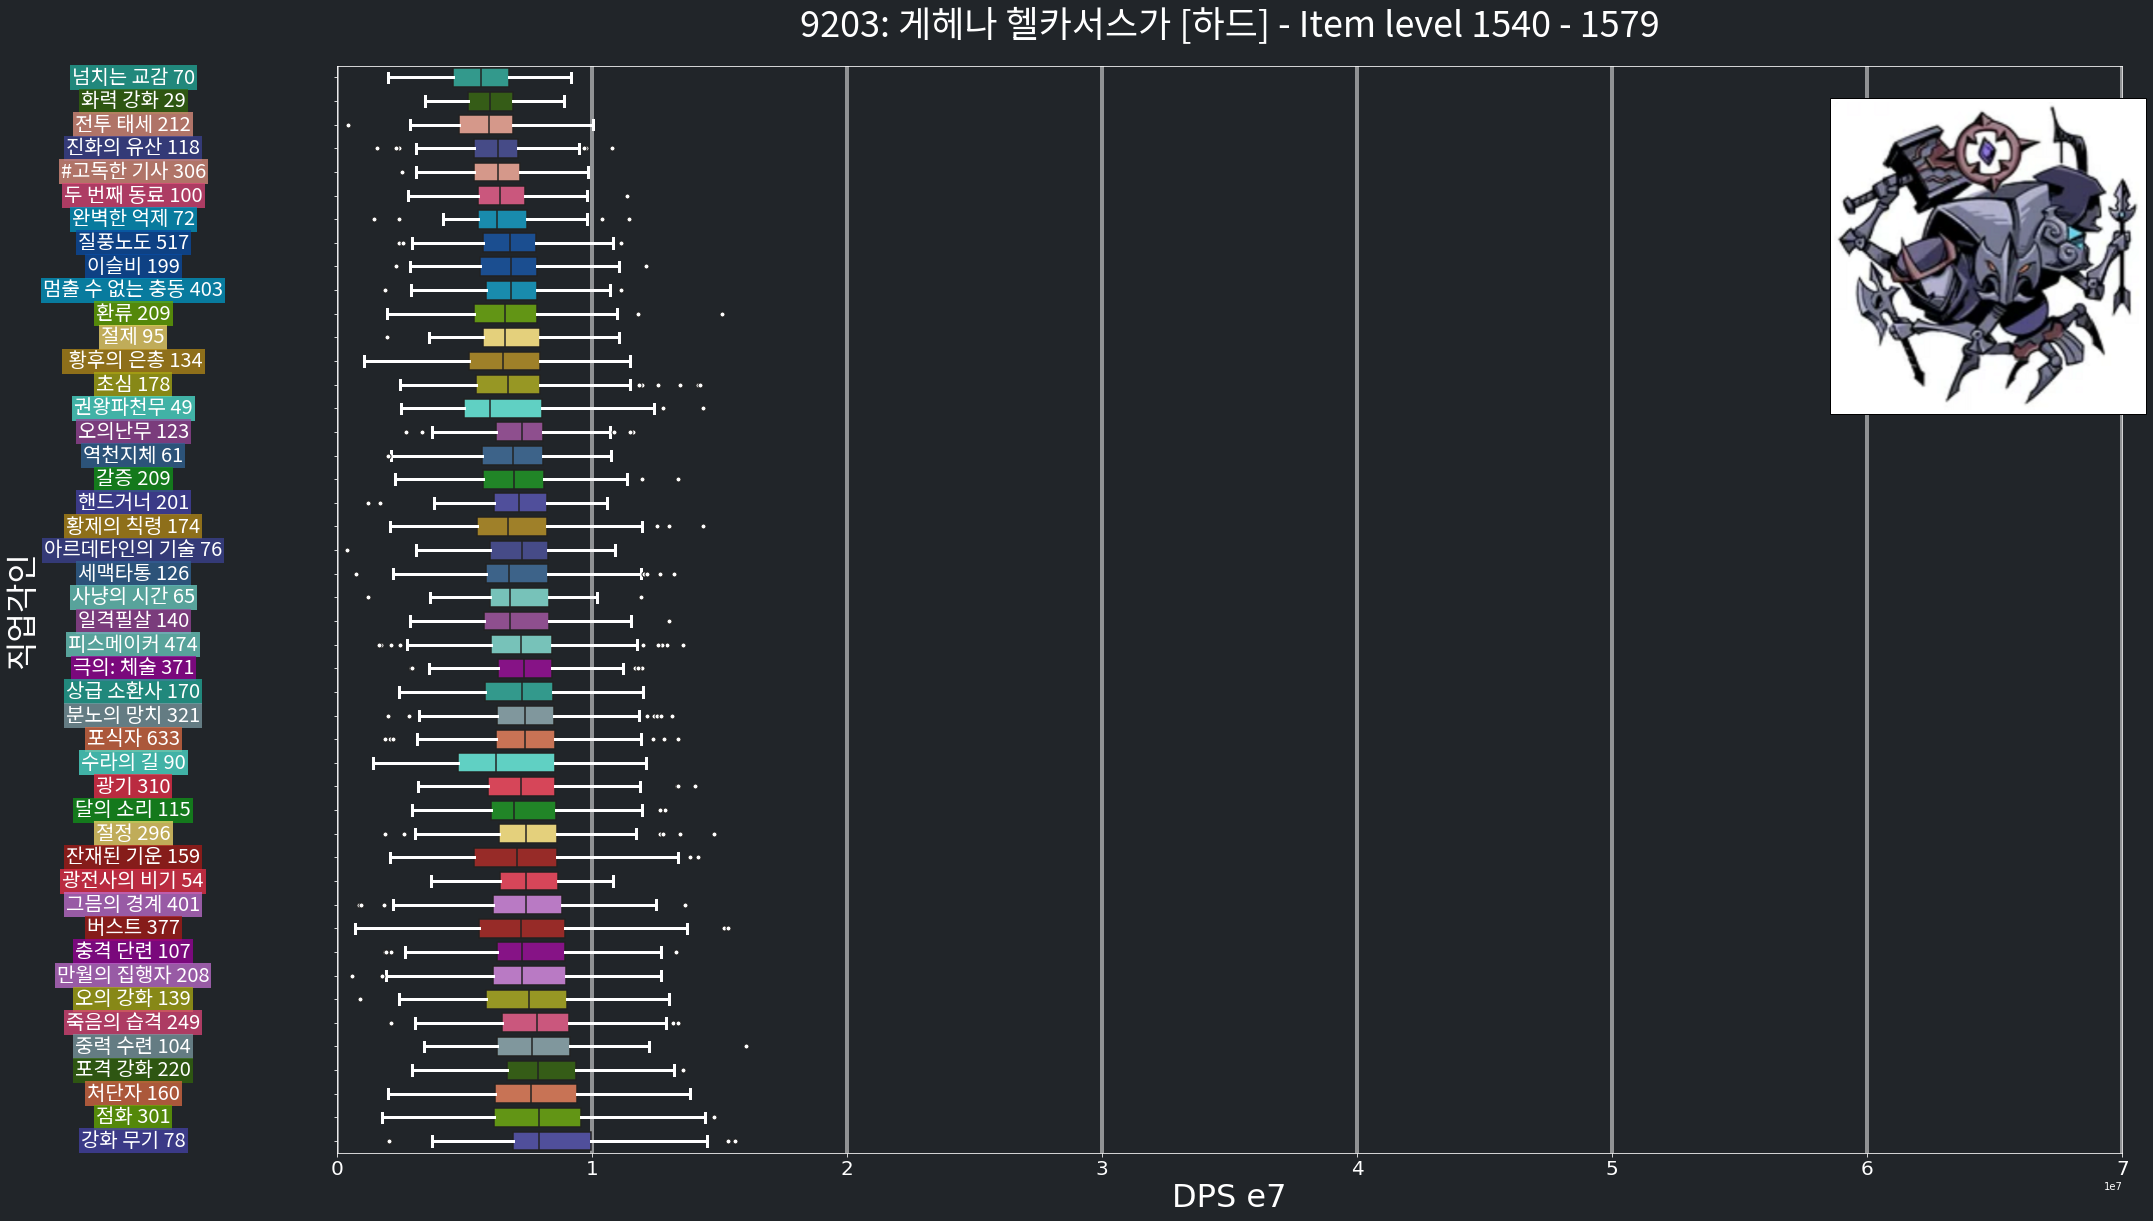 9203: 게헤나 헬카서스가 [하드] - Item level 1540 - 1579
직업각인
넘치는 교감 70
화력 강화 29
전투 태세 212
진화의 유산 118
#고독한 기사 306
두 번째 동료 100
완벽한 억제 72
질풍노도 517
이슬비 199
멈출 수 없는 충동 403
환류 209
절제 95
황후의 은총 134
초심 178
권왕파천무 49
오의난무 123
역천지체 61
갈증 209
핸드거너 201
황제의 칙령 174
아르데타인의 기술 76
세맥타통 126
사냥의 시간 65
일격필살 140
피스메이커 474
극의: 체술 371
상급 소환사 170
분노의 망치 321
포식자 633
수라의 길 90
광기 310
달의 소리 115
절정 296
잔재된 기운 159
광전사의 비기 54
그믐의 경계 401
버스트 377
충격 단련 107
만월의 집행자 208
오의 강화 139
죽음의 습격 249
중력 수련 104
포격 강화 220
처단자 160
점화 301
강화 무기 78
0 1 2 3 4 5 6 7
1e7
DPS e7